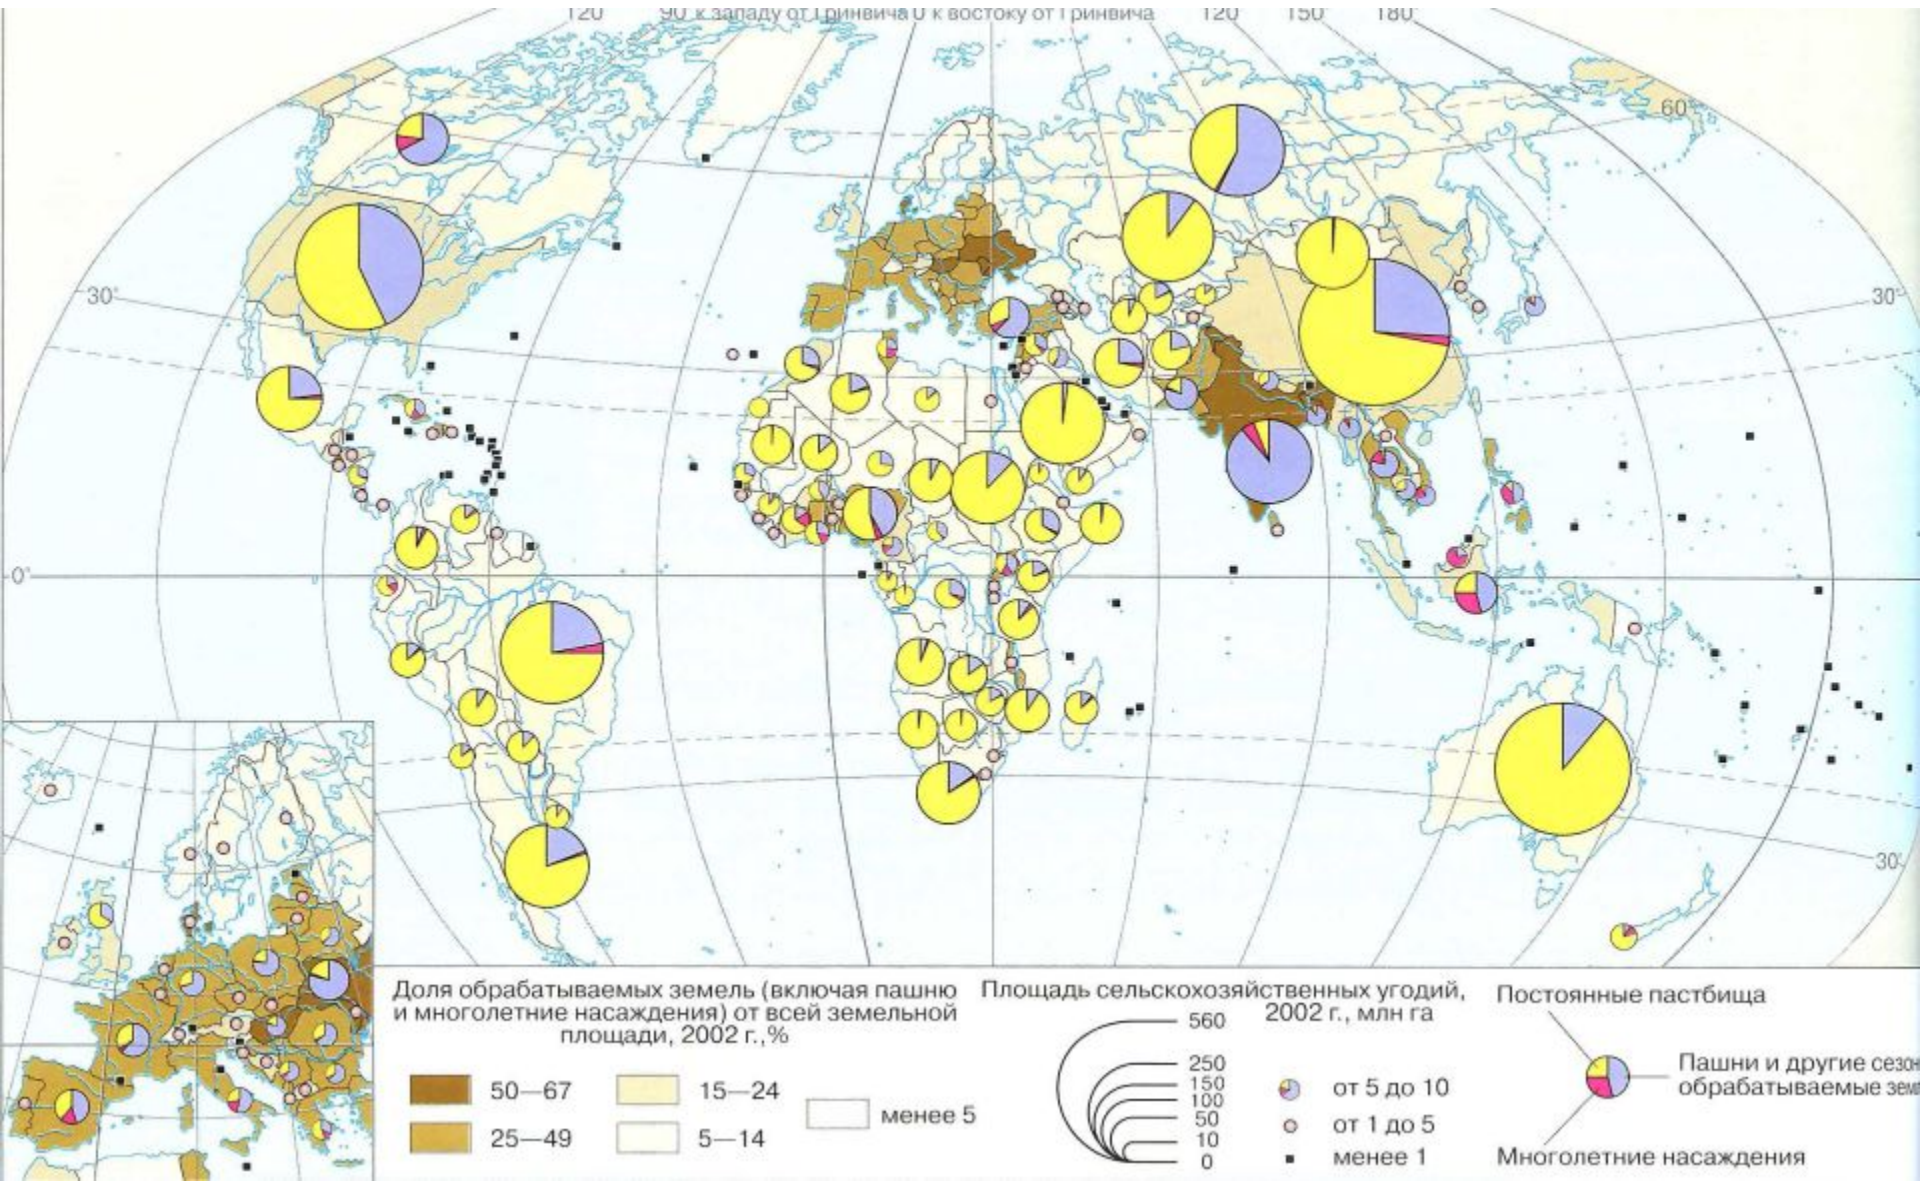 120° 90° к западу от Гринвича 0° к востоку от Гринвича 120° 150° 180°
60°
30°
30°
0°
30°
Доля обрабатываемых земель (включая пашню
и многолетние насаждения) от всей земельной
площади, 2002 г.,%
50—67
25—49
15—24
5—14
менее 5
Площадь сельскохозяйственных угодий,
2002 г., млн га
560
250
150
100
50
10
0
от 5 до 10
от 1 до 5
менее 1
Постоянные пастбища
Пашни и другие сезон
обрабатываемые зем
Многолетние насаждения